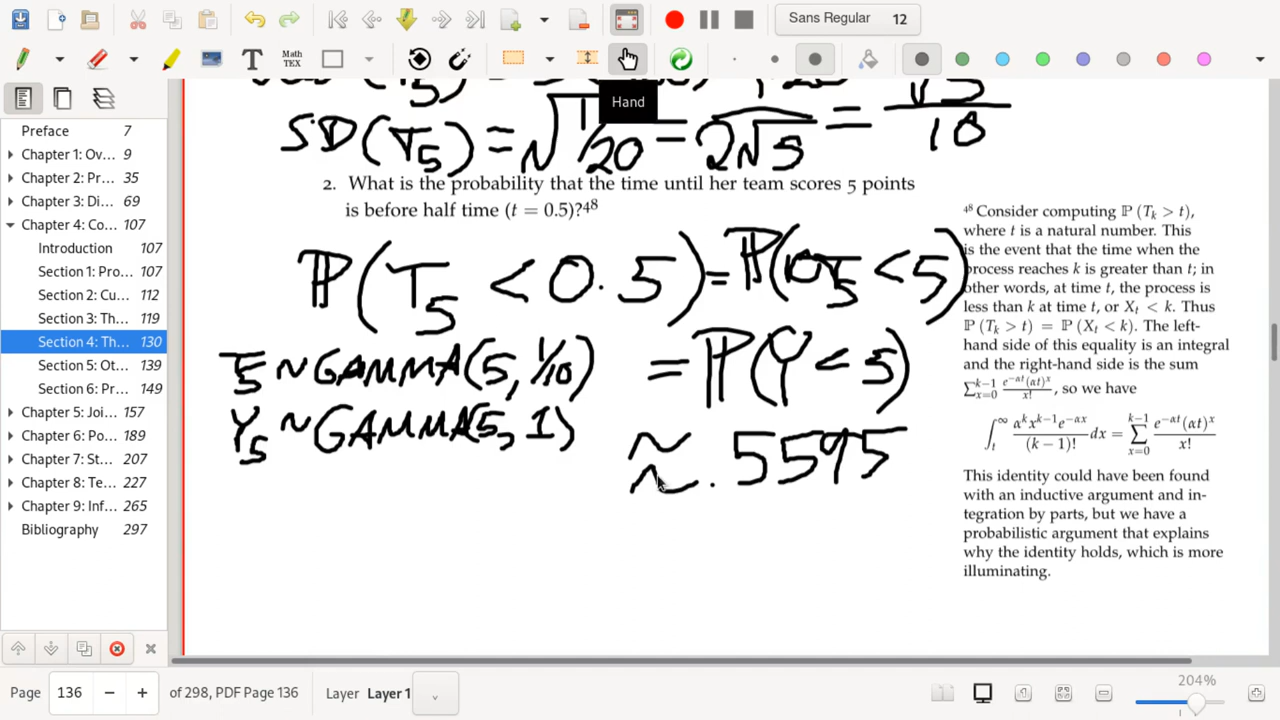 Sans Regular 12
Math
TEX
Hand
Preface 7
Chapter 1: Ov... 9
Chapter 2: Pr... 35
Chapter 3: Di... 69
Chapter 4: Co... 107
Introduction 107
Section 1: Pro... 107
Section 2: Cu... 112
Section 3: Th... 119
Section 4: Th... 130
Section 5: Ot... 139
Section 6: Pr... 149
Chapter 5: Joi... 157
Chapter 6: Po... 189
Chapter 7: St... 207
Chapter 8: Te... 227
Chapter 9: Inf... 265
Bibliography 297
SD(T₅) = √1/20 = 1/2√5 = √5/10
2. What is the probability that the time until her team scores 5 points
is before half time (t = 0.5)?⁴⁸
ℙ(T₅ < 0.5) = ℙ(10T₅ < 5)
= ℙ(Y < 5)
T₅ ~ GAMMA(5, 1/10)
Y₅ ~ GAMMA(5, 1)
≈ .5595
⁴⁸ Consider computing ℙ (Tₖ > t),
where t is a natural number. This
is the event that the time when the
process reaches k is greater than t; in
other words, at time t, the process is
less than k at time t, or Xₜ < k. Thus
ℙ (Tₖ > t) = ℙ (Xₜ < k). The left-
hand side of this equality is an integral
and the right-hand side is the sum
∑ₓ₌₀ᵏ⁻¹ e^{−αt}(αt)^x / x!, so we have
∫ₜ^∞ α^k x^{k−1} e^{−αx} / (k−1)! dx = ∑ₓ₌₀ᵏ⁻¹ e^{−αt}(αt)^x / x!
This identity could have been found
with an inductive argument and in-
tegration by parts, but we have a
probabilistic argument that explains
why the identity holds, which is more
illuminating.
Page 136 of 298, PDF Page 136 Layer Layer 1 204%